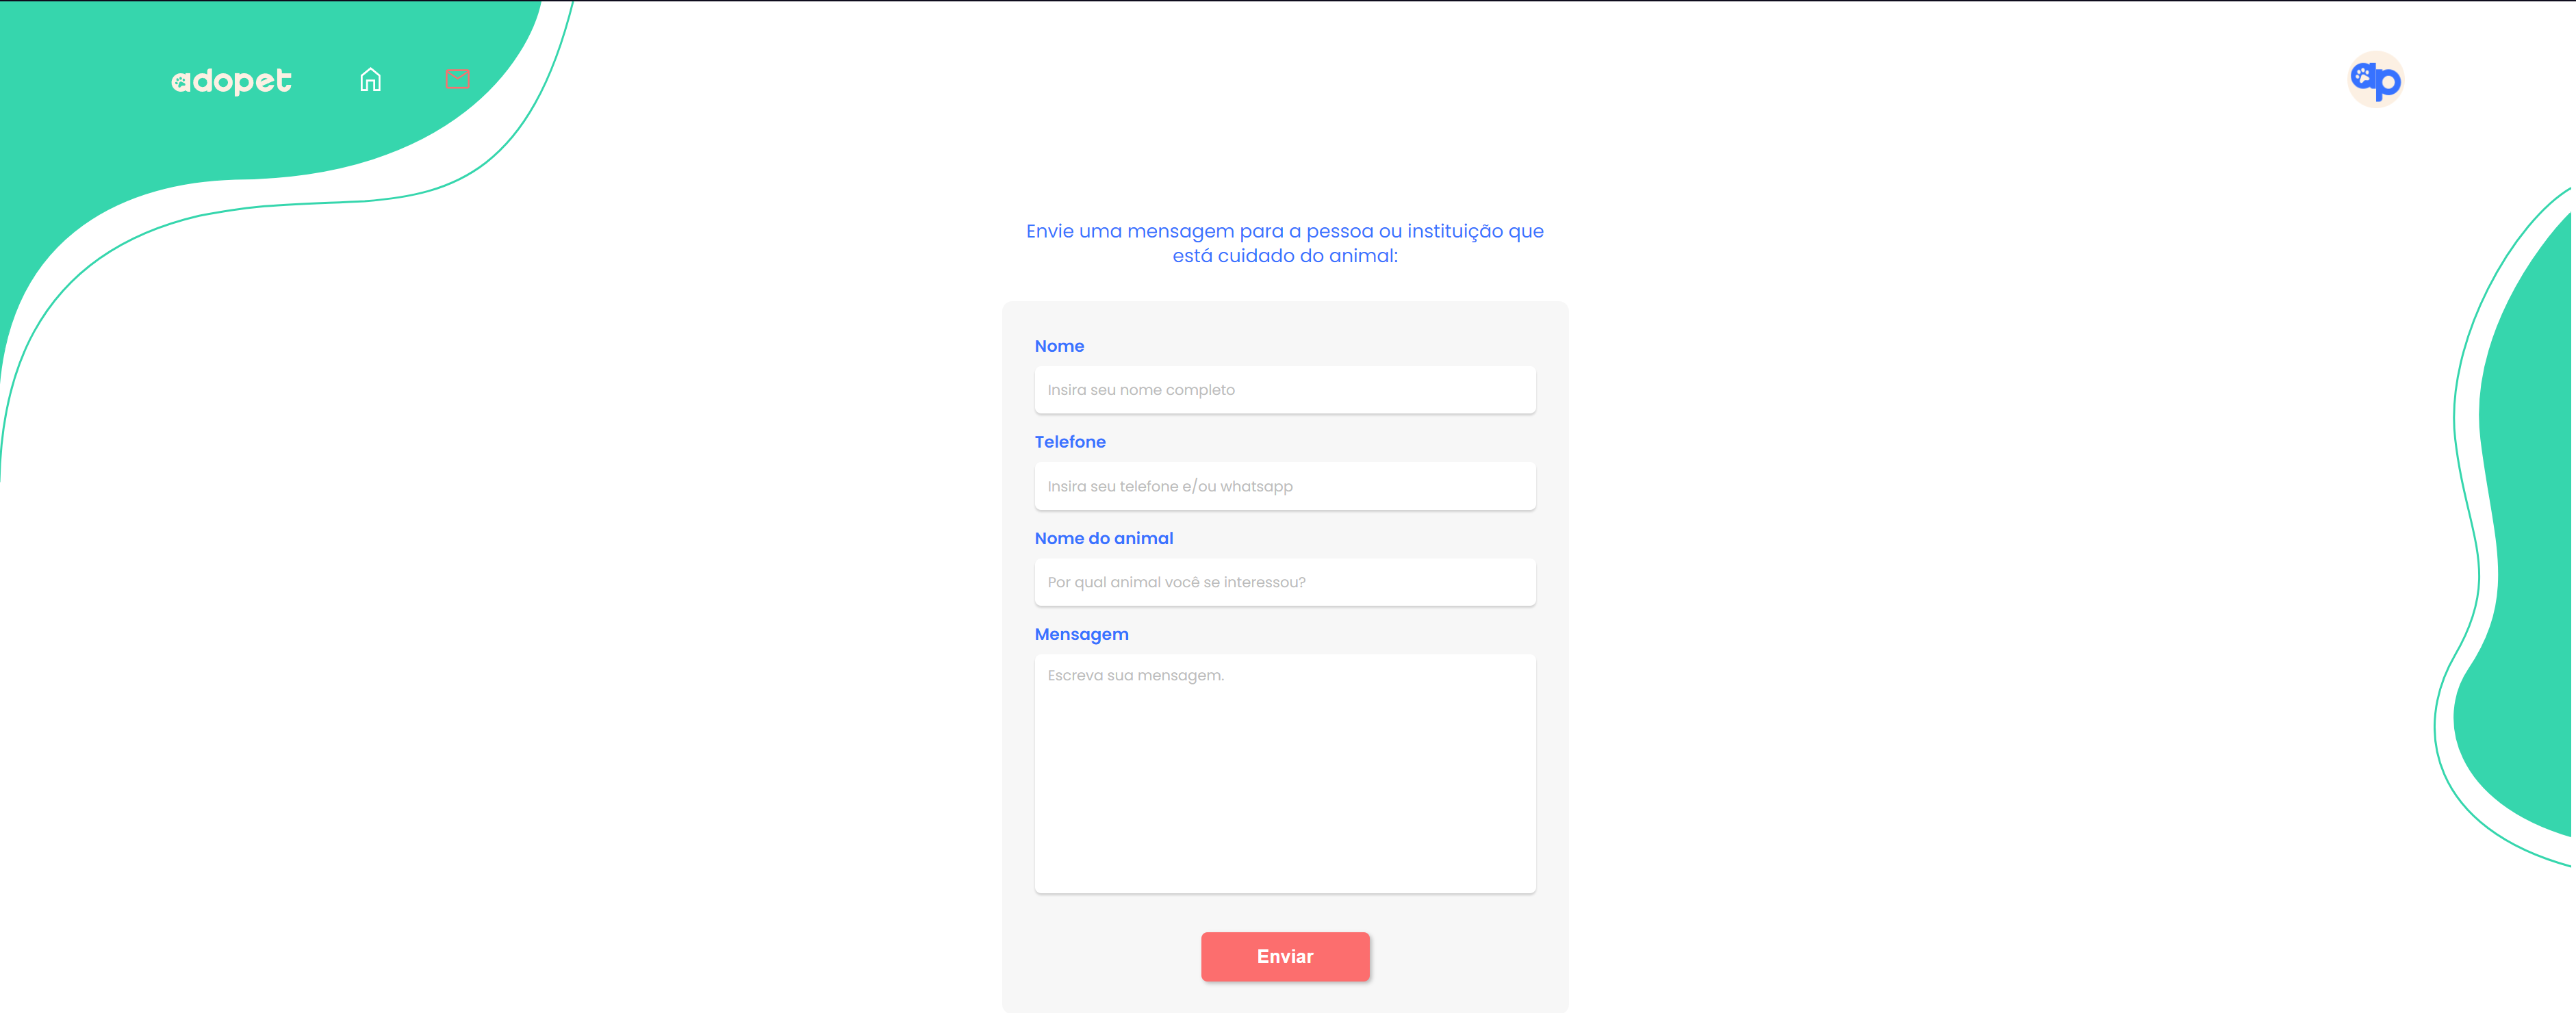 adopet
ap
Envie uma mensagem para a pessoa ou instituição que
está cuidado do animal:
Nome
Insira seu nome completo
Telefone
Insira seu telefone e/ou whatsapp
Nome do animal
Por qual animal você se interessou?
Mensagem
Escreva sua mensagem.
Enviar